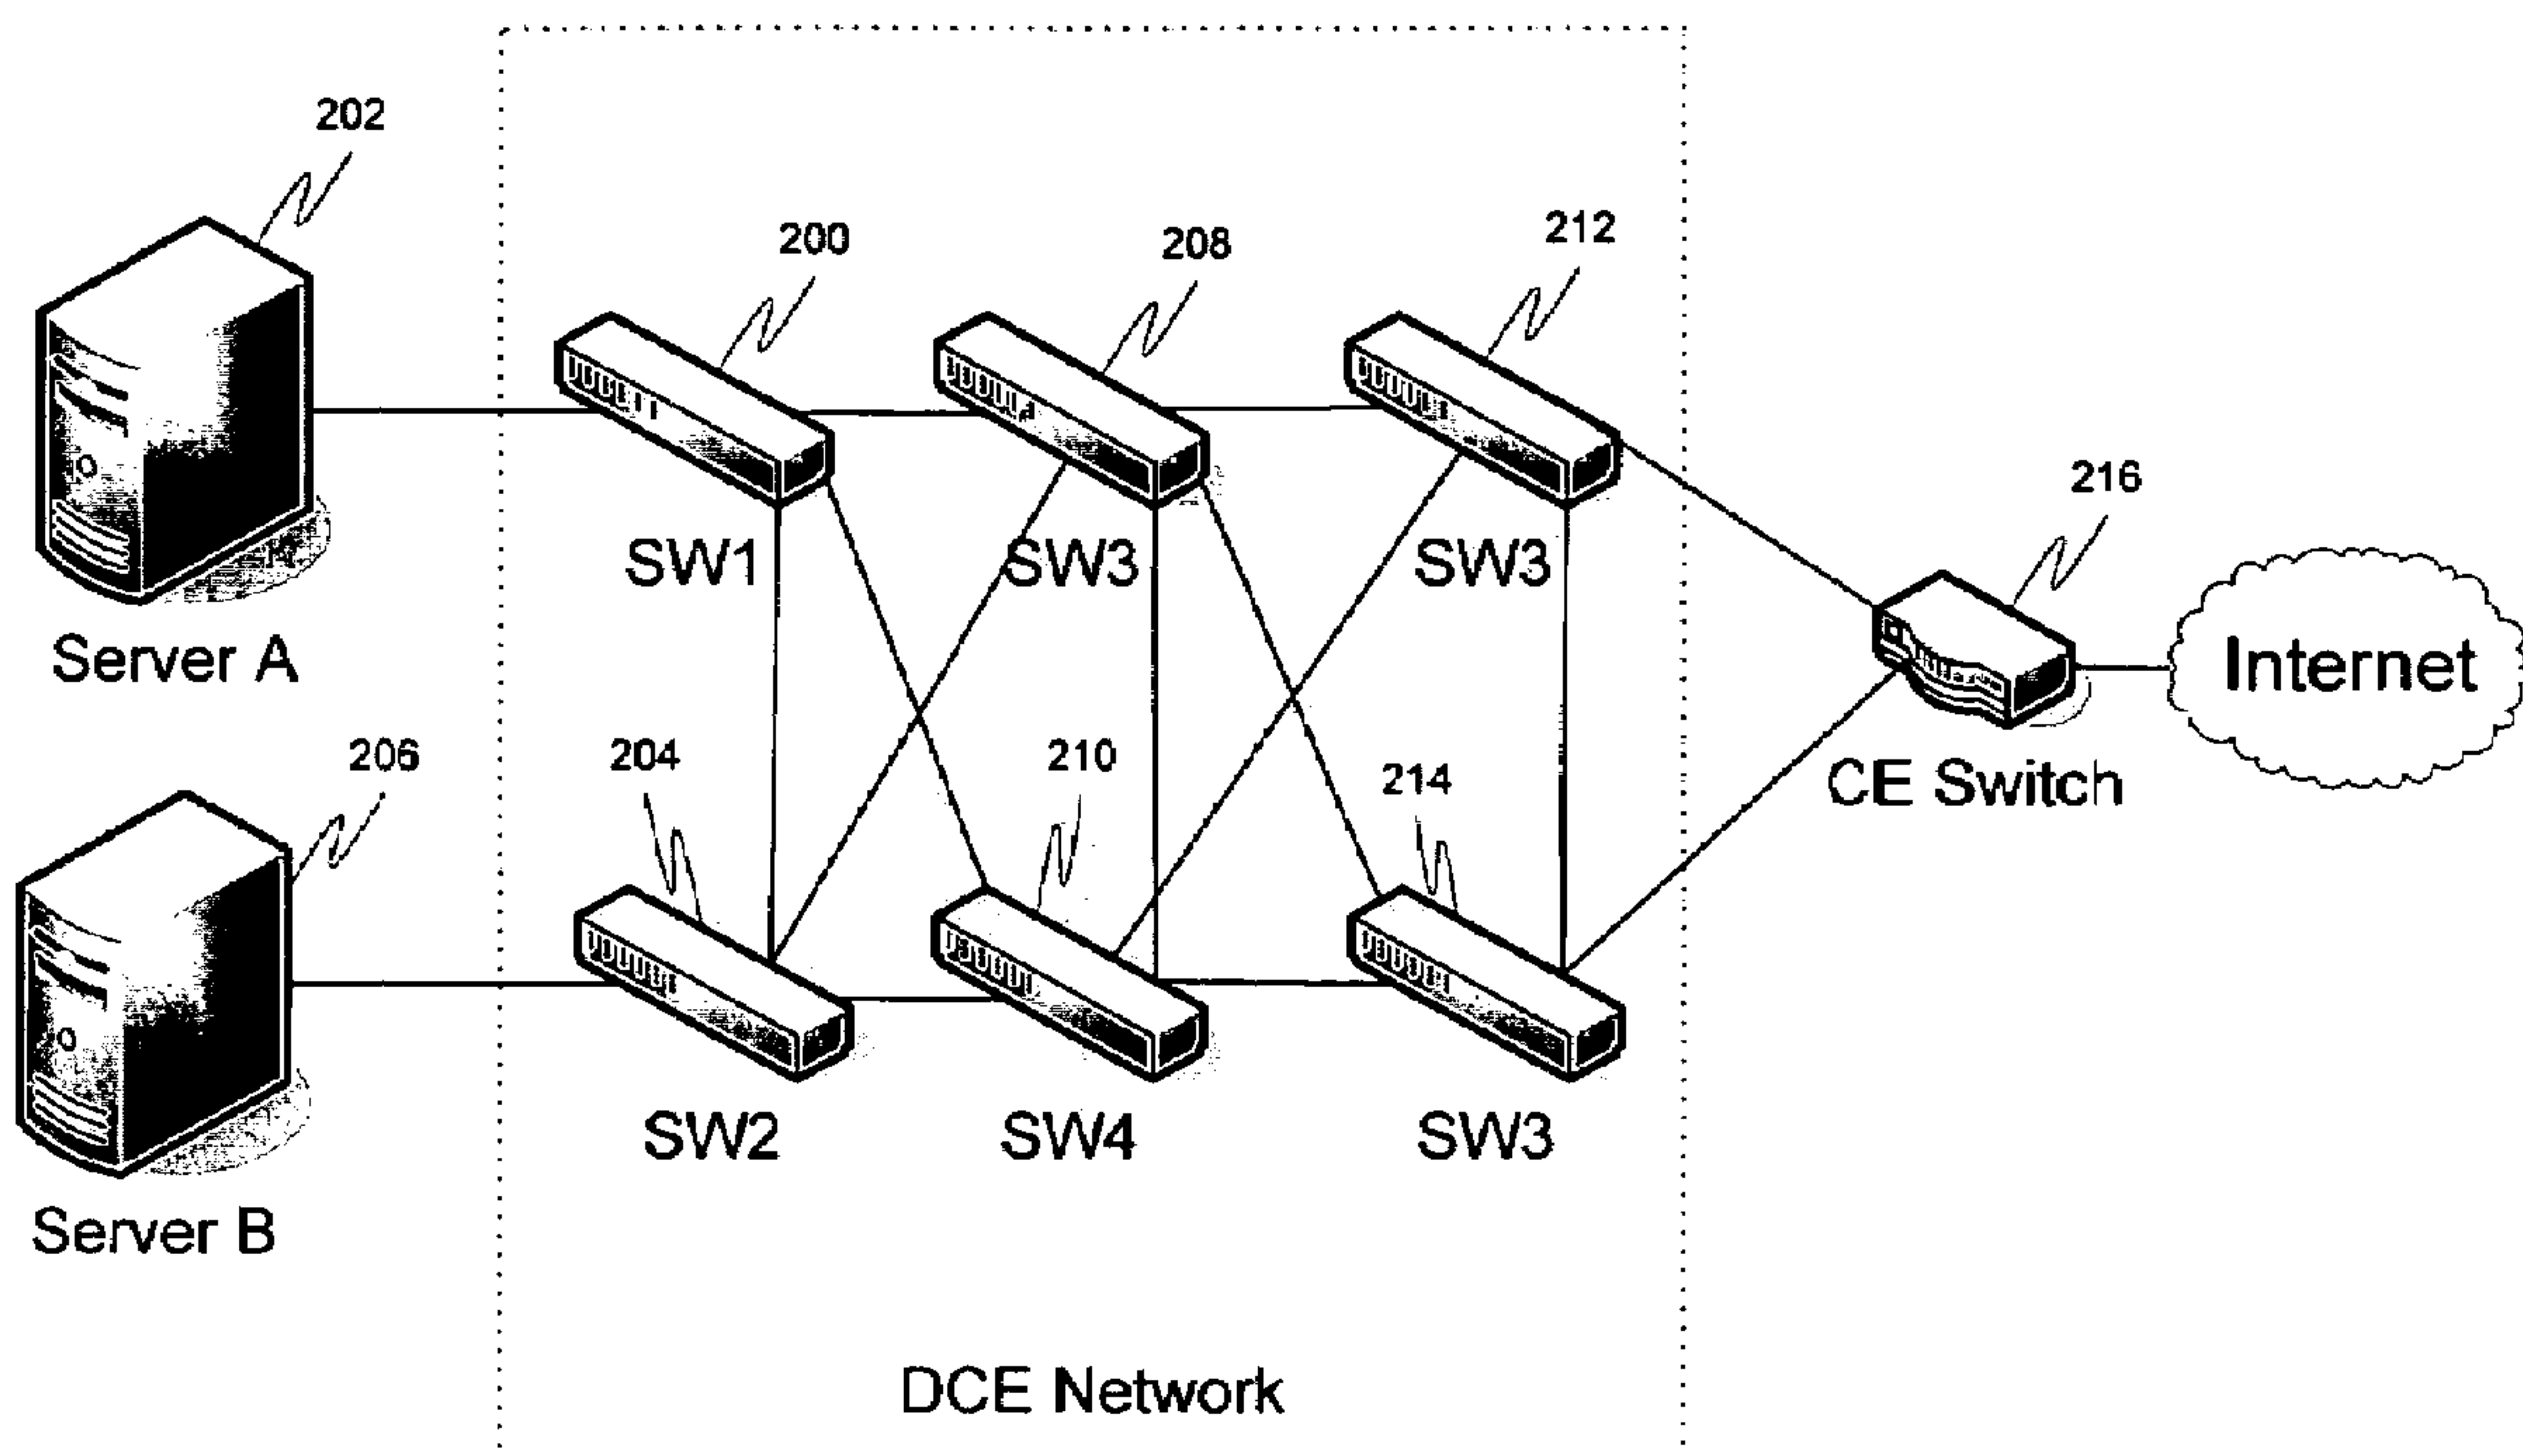 202
200
208
212
216
SW1
SW3
SW3
Server A
Internet
206
204
210
214
CE Switch
SW2
SW4
SW3
Server B
DCE Network